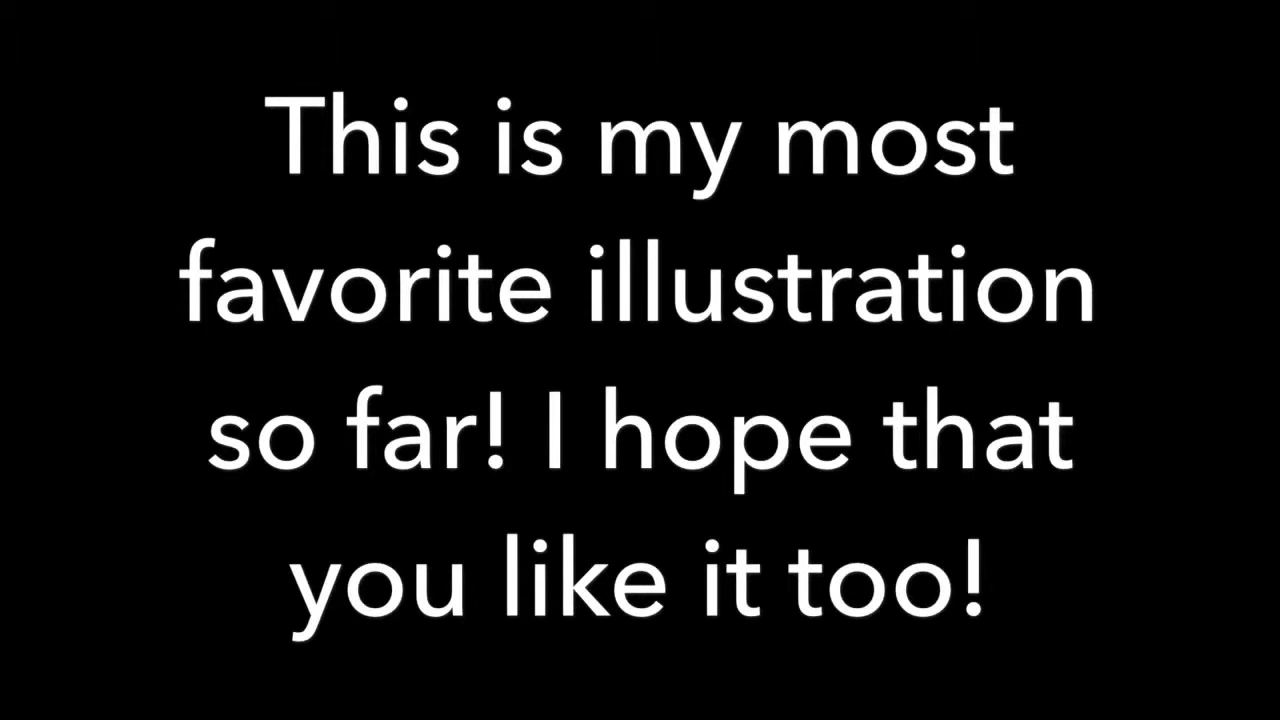 This is my most
favorite illustration
so far! I hope that
you like it too!